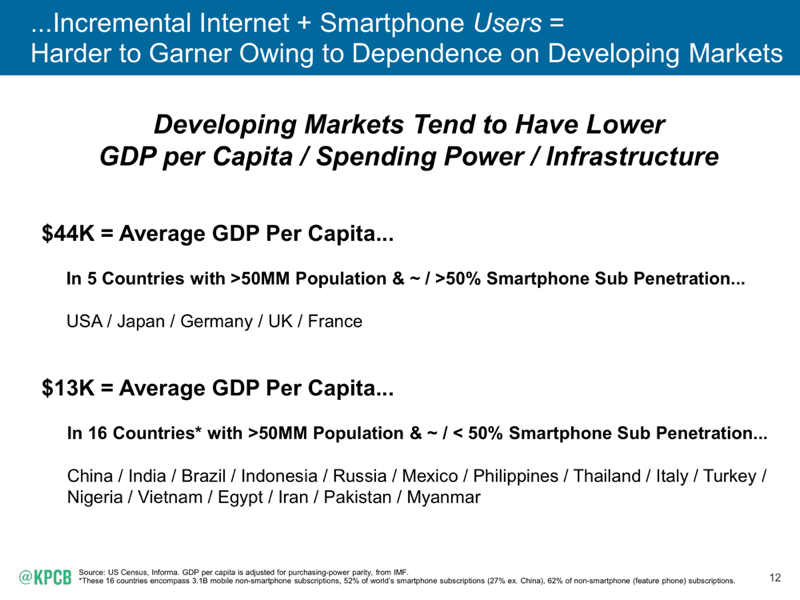 ...Incremental Internet + Smartphone Users =
Harder to Garner Owing to Dependence on Developing Markets
Developing Markets Tend to Have Lower
GDP per Capita / Spending Power / Infrastructure
$44K = Average GDP Per Capita...
In 5 Countries with >50MM Population & ~ / >50% Smartphone Sub Penetration...
USA / Japan / Germany / UK / France
$13K = Average GDP Per Capita...
In 16 Countries* with >50MM Population & ~ / < 50% Smartphone Sub Penetration...
China / India / Brazil / Indonesia / Russia / Mexico / Philippines / Thailand / Italy / Turkey /
Nigeria / Vietnam / Egypt / Iran / Pakistan / Myanmar
@KPCB
Source: US Census, Informa. GDP per capita is adjusted for purchasing-power parity, from IMF.
*These 16 countries encompass 3.1B mobile non-smartphone subscriptions, 52% of world's smartphone subscriptions (27% ex. China), 62% of non-smartphone (feature phone) subscriptions.
12